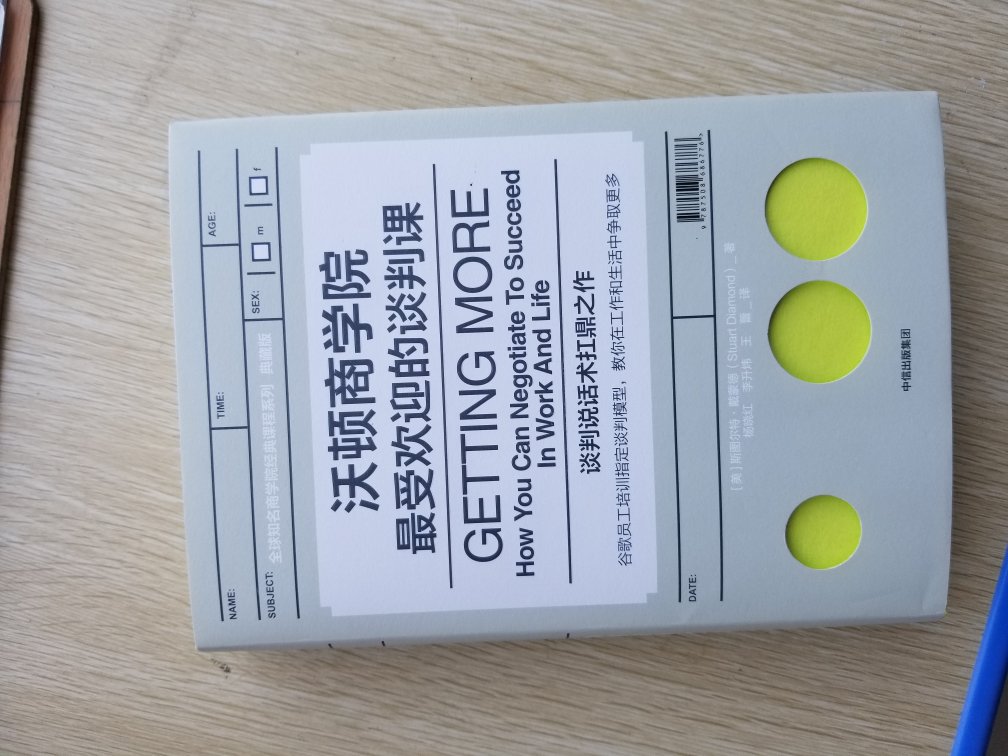 NAME:
TIME:
AGE:
SUBJECT: 全球知名商学院经典课程系列 典藏版
SEX: m f
沃顿商学院
最受欢迎的谈判课
GETTING MORE
How You Can Negotiate To Succeed
In Work And Life
谈判说话术扛鼎之作
谷歌员工培训指定谈判模型，教你在工作和生活中争取更多
DATE:
9 787508 686776 >
[美]斯图尔特·戴蒙德（Stuart Diamond）_著
杨晓红 李升炜 王 蕾_译
中信出版集团